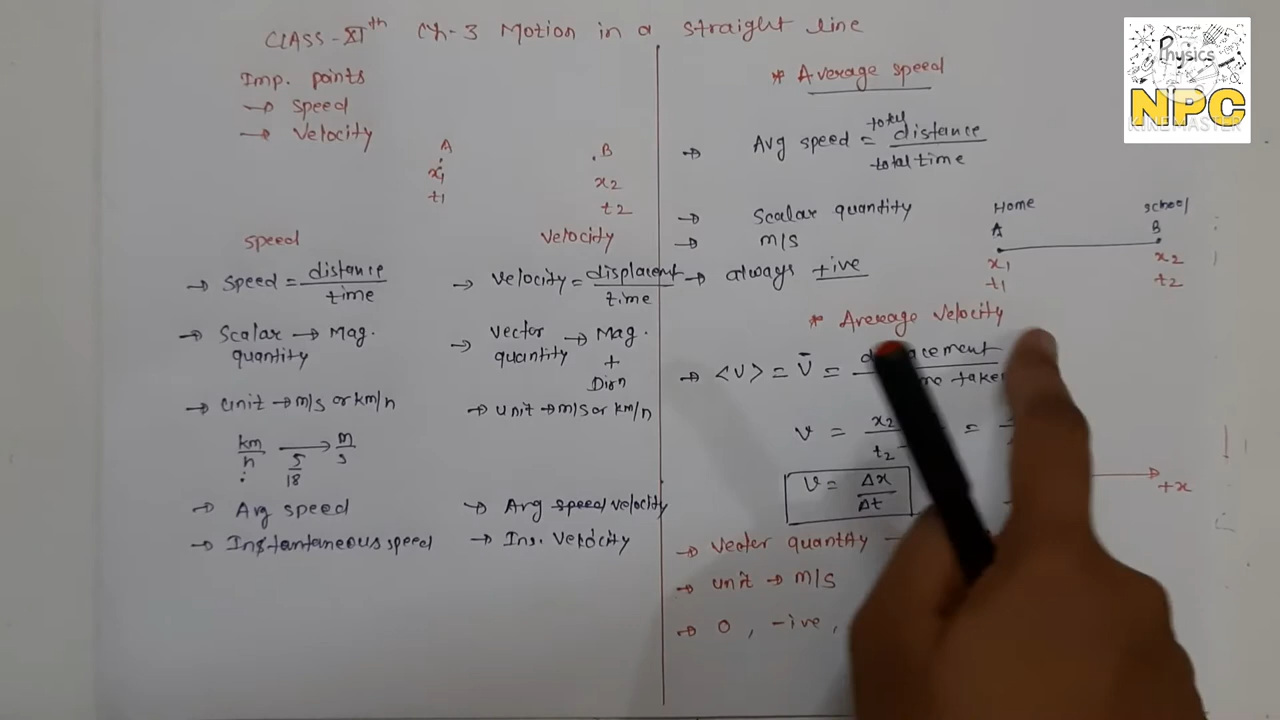 CLASS-XIth Ch-3 Motion in a straight line
Imp. points
→ Speed
→ Velocity
A B
x1 x2
t1 t2
Speed
→ Speed = distance
time
→ Scalar → Mag.
quantity
→ Unit → m/s or km/h
km → m
h 5 s
18
→ Avg speed
→ Instantaneous speed
Velocity
→ Velocity = displacent
time
→ Vector → Mag.
quantity +
Dirn
→ Unit → m/s or km/h
→ Avg speed velocity
→ Ins. Velocity
* Average speed
→ Avg speed = total distance
total time
→ Scalar quantity
→ m/s
→ always +ive
Home School
A B
x1 x2
t1 t2
* Average Velocity
→ <V> = V̄ =
v = x2 =
t2
V = Δx
Δt
+x
→ Vector quantity
→ unit → m/s
→ 0, -ive,
Physics
NPC
KINEMASTER